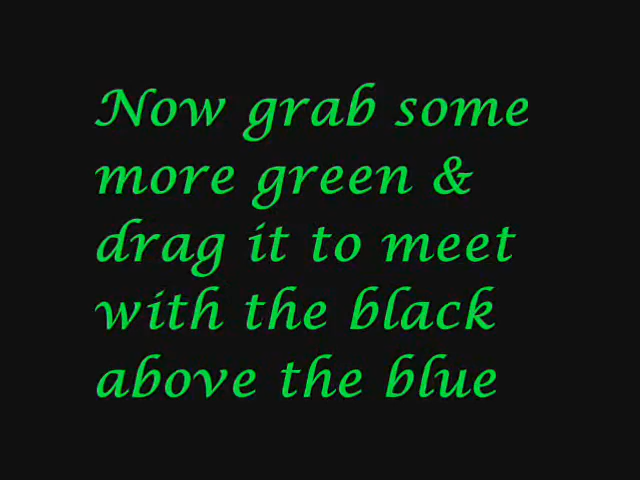 Now grab some
more green &
drag it to meet
with the black
above the blue